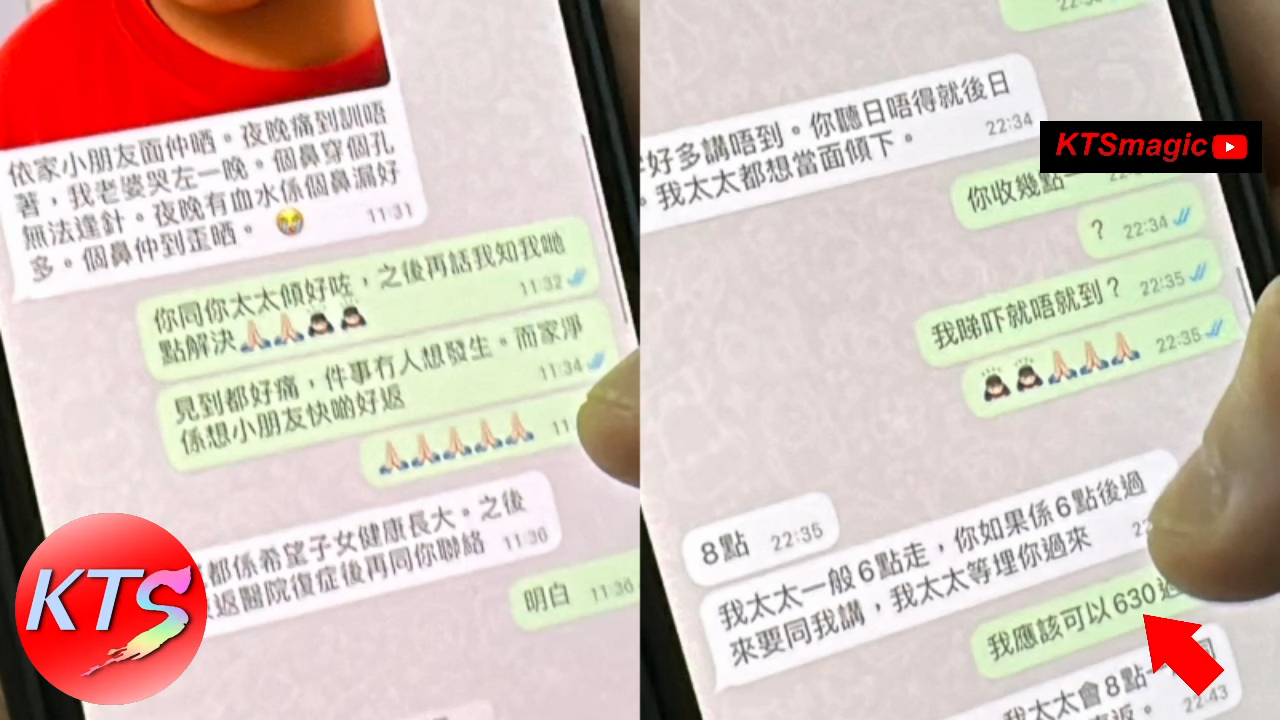 依家小朋友面仲晒。夜晚痛到訓唔
著，我老婆哭左一晚。個鼻穿個孔
無法達針。夜晚有血水係個鼻漏好
多。個鼻仲到歪晒。😭
11:31
你同你太太傾好咗，之後再話我知我哋
點解決🙏🏻🙏🏻🙇🙇
11:32
見到都好痛，件事冇人想發生。而家淨
係想小朋友快啲好返
11:34
🙏🏻🙏🏻🙏🏻🙏🏻🙏🏻
都係希望子女健康長大。之後
返醫院復症後再同你聯絡
11:36
明白 11:36
KTS
好多講唔到。你聽日唔得就後日
。我太太都想當面傾下。
22:34
KTSmagic
你收幾點
? 22:34
我睇吓就唔就到？ 22:35
🙇🙇🙏🏻🙏🏻🙏🏻 22:35
8點 22:35
我太太一般6點走，你如果係6點後過
來要同我講，我太太等埋你過來
我應該可以630
我太太會8點
返。
22:43